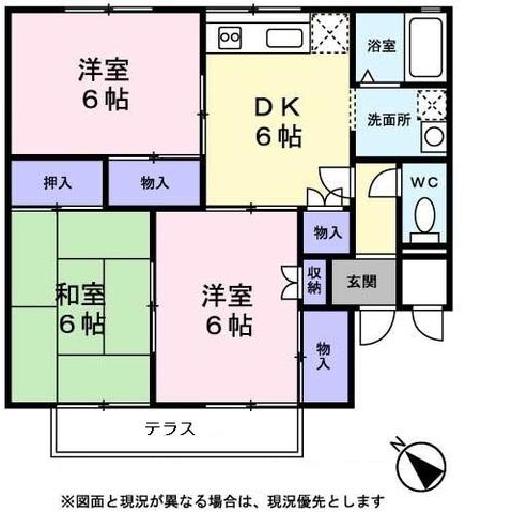 洋室
6帖
DK
6帖
浴室
洗面所
WC
押入
物入
物入
和室
6帖
洋室
6帖
収納
玄関
物入
テラス
N
※図面と現況が異なる場合は、現況優先とします